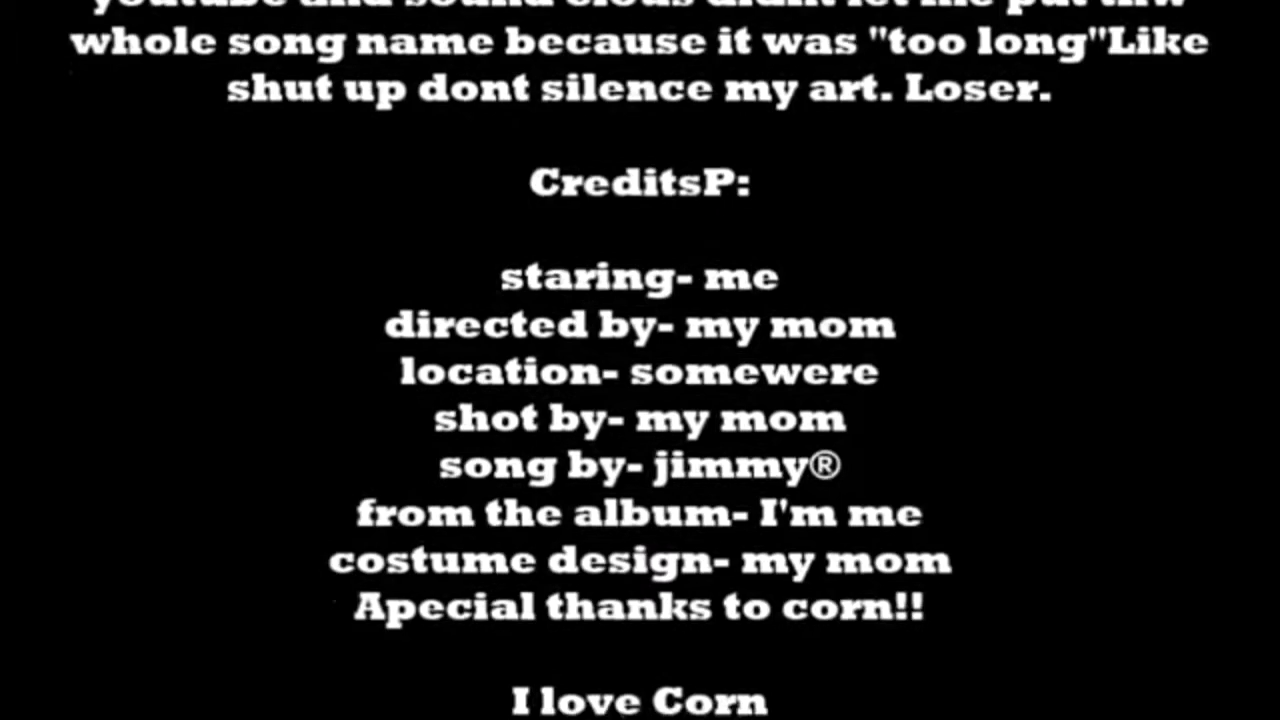 youtube and sound clous didnt let me put thw
whole song name because it was "too long"Like
shut up dont silence my art. Loser.
CreditsP:
staring- me
directed by- my mom
location- somewere
shot by- my mom
song by- jimmy®
from the album- I'm me
costume design- my mom
Apecial thanks to corn!!
I love Corn